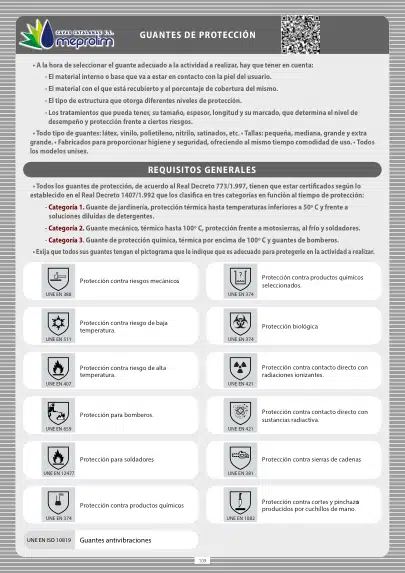 ZAFAS CATALANAS S.L.
meprolim
GUANTES DE PROTECCIÓN
• A la hora de seleccionar el guante adecuado a la actividad a realizar, hay que tener en cuenta:
· El material interno o base que va a estar en contacto con la piel del usuario.
· El material con el que está recubierto y el porcentaje de cobertura del mismo.
· El tipo de estructura que otorga diferentes niveles de protección.
· Los tratamientos que pueda tener, su tamaño, espesor, longitud y su marcado, que determina el nivel de
desempeño y protección frente a ciertos riesgos.
• Todo tipo de guantes: látex, vinilo, polietileno, nitrilo, satinados, etc. • Tallas: pequeña, mediana, grande y extra
grande. • Fabricados para proporcionar higiene y seguridad, ofreciendo al mismo tiempo comodidad de uso. • Todos
los modelos unisex.
REQUISITOS GENERALES
• Todos los guantes de protección, de acuerdo al Real Decreto 773/1.997, tienen que estar certificados según lo
establecido en el Real Decreto 1407/1.992 que los clasifica en tres categorías en función al tiempo de protección:
· Categoría 1. Guante de jardinería, protección térmica hasta temperaturas inferiores a 50º C y frente a
soluciones diluidas de detergentes.
· Categoría 2. Guante mecánico, térmico hasta 100º C, protección frente a motosierras, al frío y soldadores.
· Categoría 3. Guante de protección química, térmica por encima de 100º C y guantes de bomberos.
• Exija que todos sus guantes tengan el pictograma que le indique que es adecuado para protegerle en la actividad a realizar.
Protección contra riesgos mecánicos
UNE EN 388
Protección contra productos químicos
seleccionados.
UNE EN 374
Protección contra riesgo de baja
temperatura.
UNE EN 511
Protección biológica
UNE EN 374
Protección contra riesgo de alta
temperatura.
UNE EN 407
Protección contra contacto directo con
radiaciones ionizantes.
UNE EN 421
Protección para bomberos.
UNE EN 659
Protección contra contacto directo con
sustancias radiactiva.
UNE EN 421
Protección para soldadores
UNE EN 12477
Protección contra sierras de cadenas
UNE EN 381
Protección contra productos químicos
UNE EN 374
Protección contra cortes y pinchazos
producidos por cuchillos de mano.
UNE EN 1082
UNE EN ISO 10819
Guantes antivibraciones
109